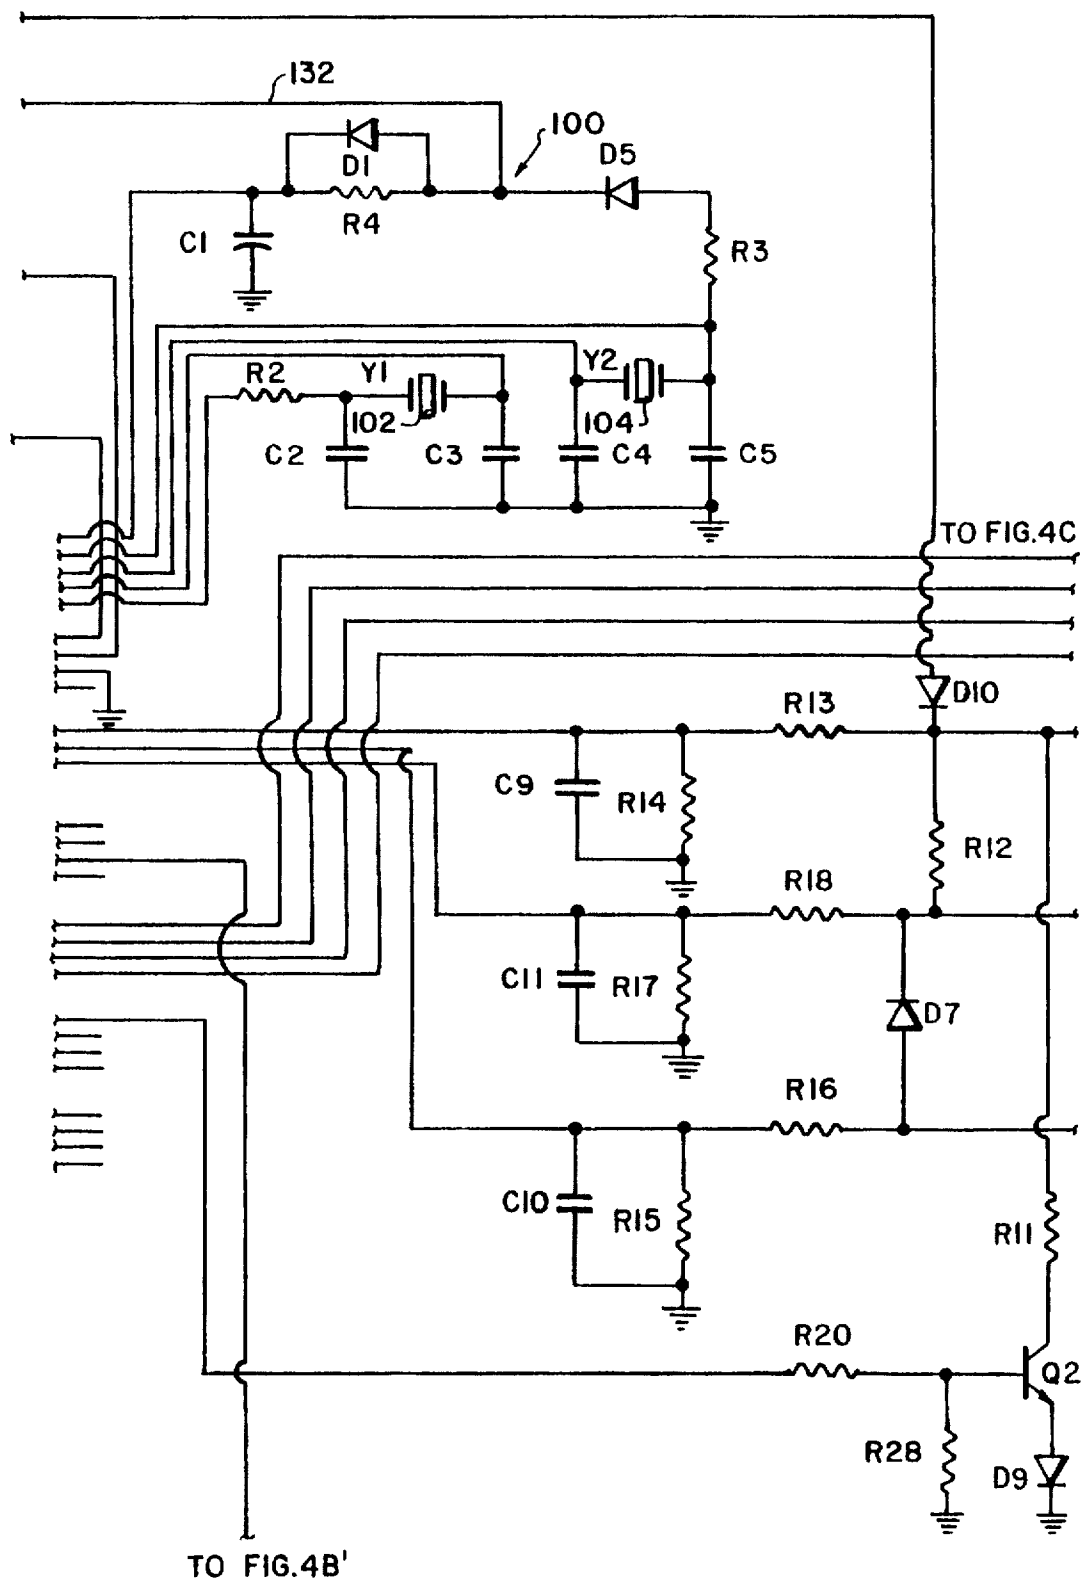 132
100
D1
D5
R4
C1
R3
R2
Y1
Y2
102
104
C2
C3
C4
C5
TO FIG.4C
D10
R13
C9
R14
R12
R18
C11
R17
D7
R16
C10
R15
R11
R20
Q2
R28
D9
TO FIG.4B'